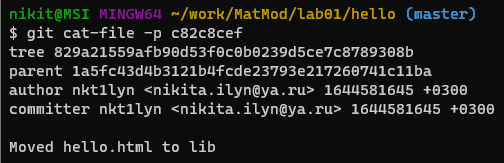 nikit@MSI MINGW64 ~/work/MatMod/lab01/hello (master)
$ git cat-file -p c82c8cef
tree 829a21559afb90d53f0c0b0239d5ce7c8789308b
parent 1a5fc43d4b3121b4fcde23793e217260741c11ba
author nkt1lyn <nikita.ilyn@ya.ru> 1644581645 +0300
committer nkt1lyn <nikita.ilyn@ya.ru> 1644581645 +0300
Moved hello.html to lib